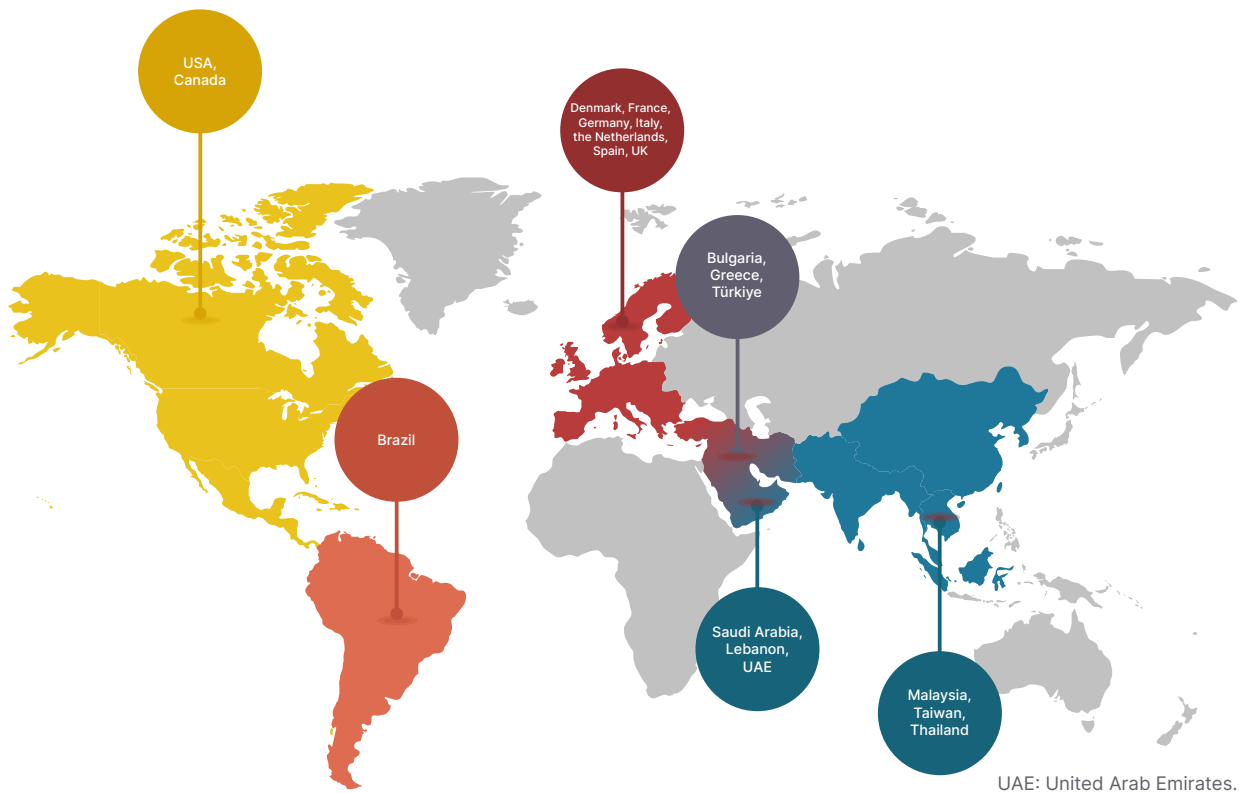 USA,
Canada
Denmark, France,
Germany, Italy,
the Netherlands,
Spain, UK
Bulgaria,
Greece,
Türkiye
Brazil
Saudi Arabia,
Lebanon,
UAE
Malaysia,
Taiwan,
Thailand
UAE: United Arab Emirates.